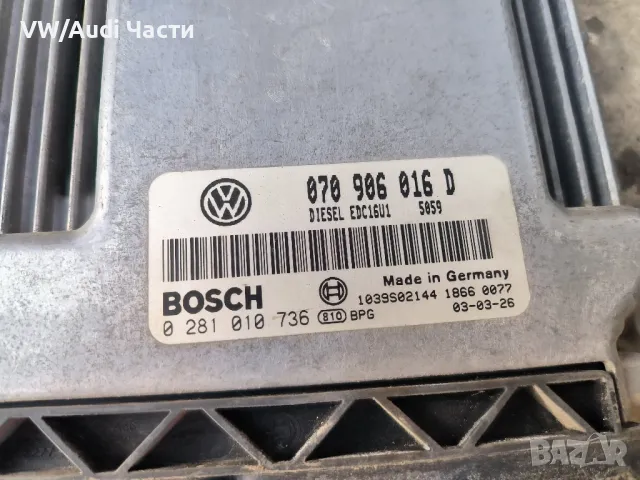 VW/Audi Части
070 906 016 D
DIESEL EDC16U1 5059
BOSCH
Made in Germany
1039S02144 1866 0077
0 281 010 736 810 BPG
03-03-26
BAZAR